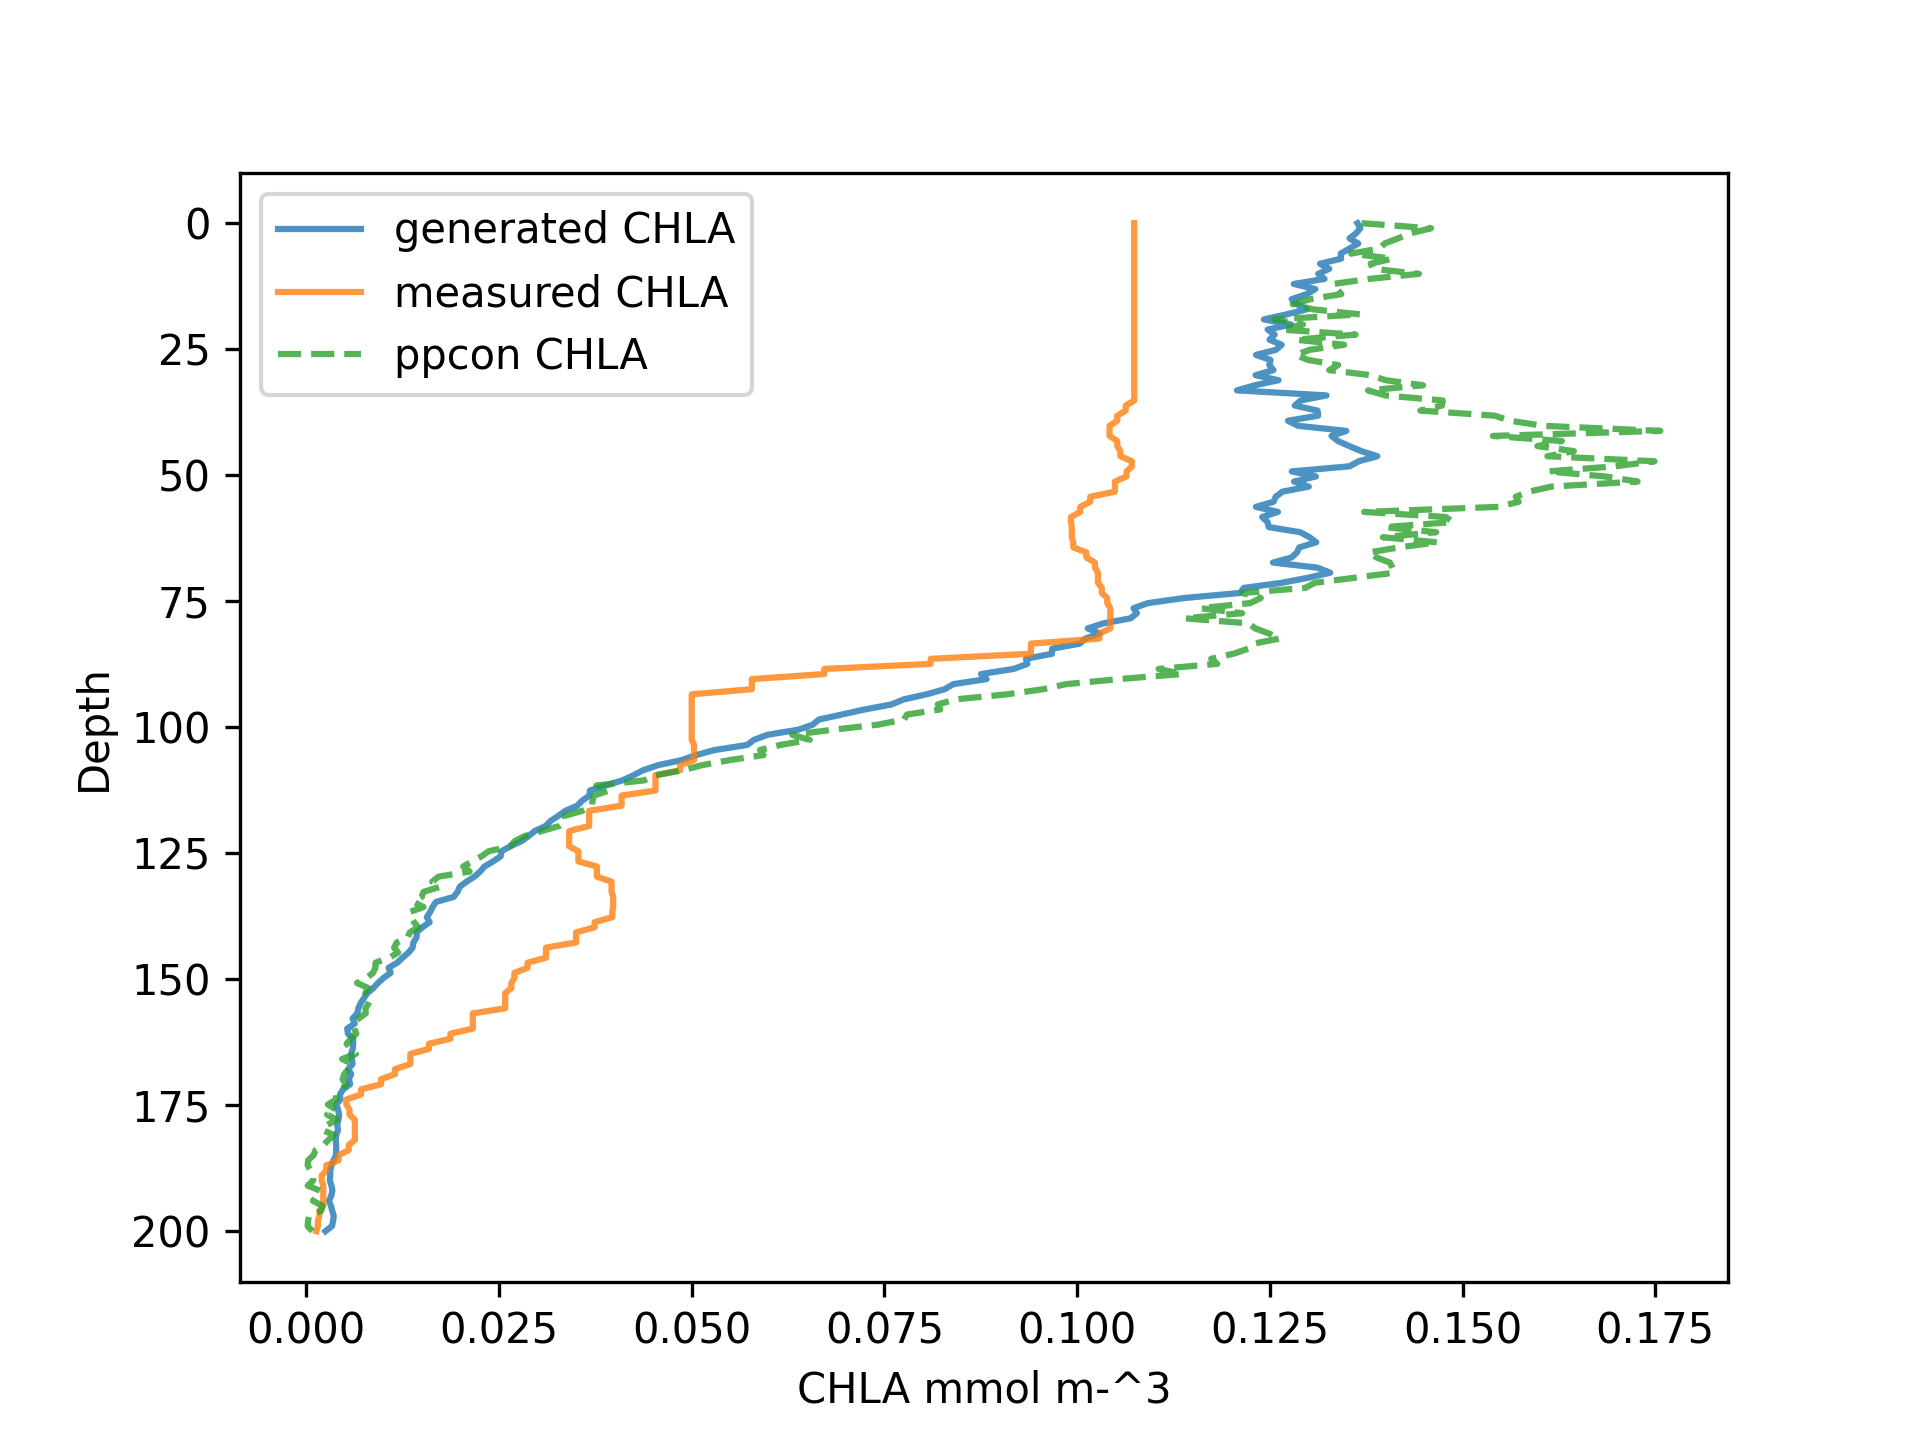 generated CHLA
measured CHLA
ppcon CHLA
0
25
50
75
100
125
150
175
200
Depth
0.000 0.025 0.050 0.075 0.100 0.125 0.150 0.175
CHLA mmol m-^3